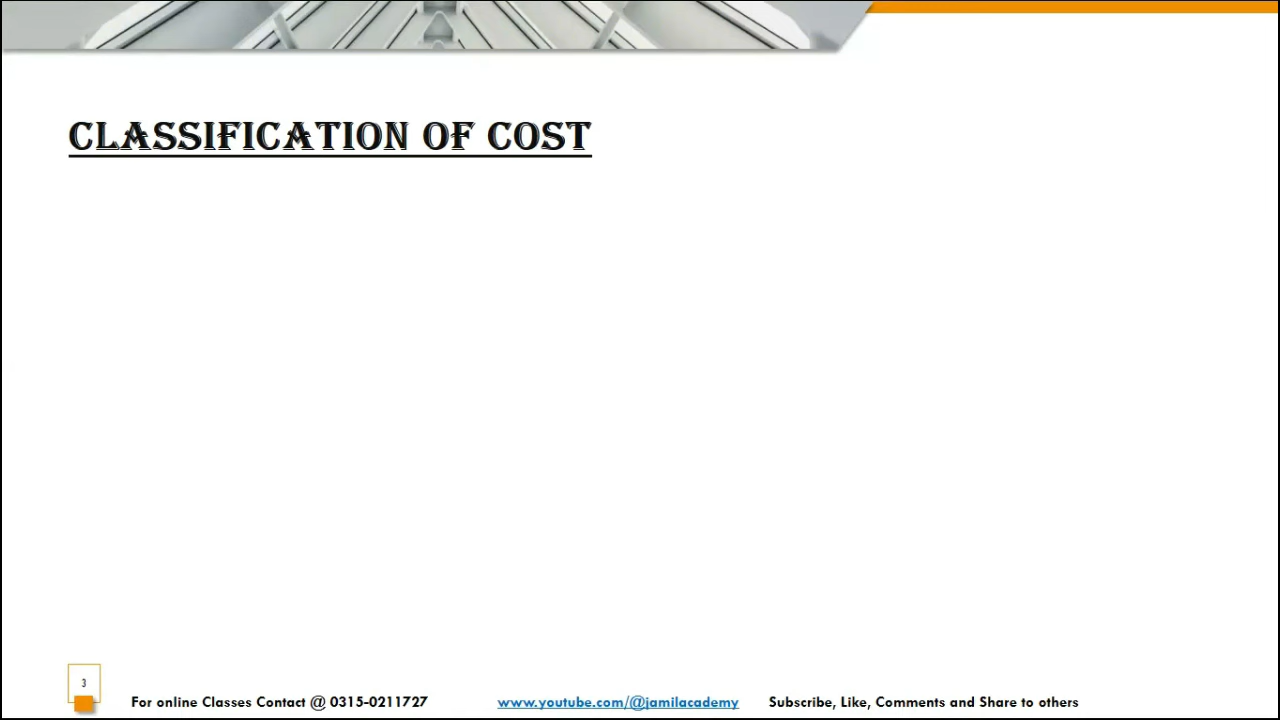 CLASSIFICATION OF COST
3
For online Classes Contact @ 0315-0211727 www.youtube.com/@jamilacademy Subscribe, Like, Comments and Share to others